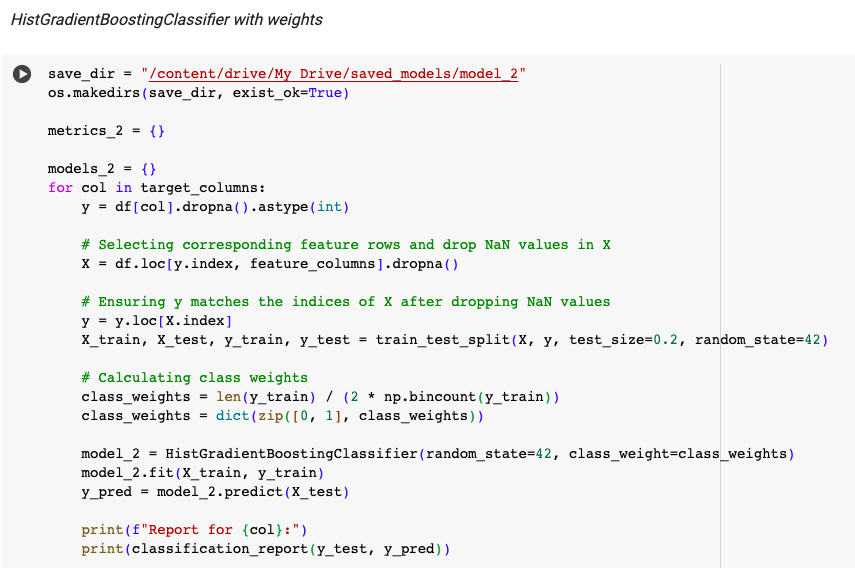 HistGradientBoostingClassifier with weights
save_dir = "/content/drive/My Drive/saved_models/model_2"
os.makedirs(save_dir, exist_ok=True)
metrics_2 = {}
models_2 = {}
for col in target_columns:
    y = df[col].dropna().astype(int)
    # Selecting corresponding feature rows and drop NaN values in X
    X = df.loc[y.index, feature_columns].dropna()
    # Ensuring y matches the indices of X after dropping NaN values
    y = y.loc[X.index]
    X_train, X_test, y_train, y_test = train_test_split(X, y, test_size=0.2, random_state=42)
    # Calculating class weights
    class_weights = len(y_train) / (2 * np.bincount(y_train))
    class_weights = dict(zip([0, 1], class_weights))
    model_2 = HistGradientBoostingClassifier(random_state=42, class_weight=class_weights)
    model_2.fit(X_train, y_train)
    y_pred = model_2.predict(X_test)
    print(f"Report for {col}:")
    print(classification_report(y_test, y_pred))